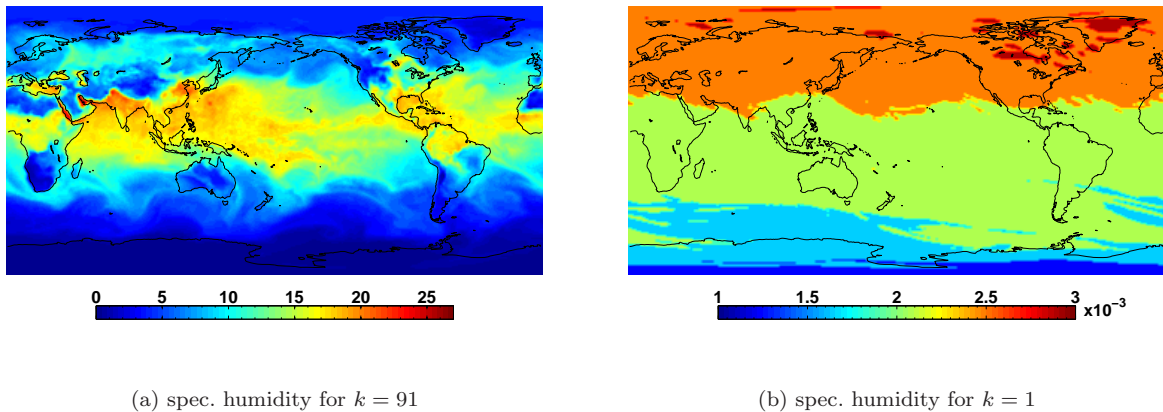 0 5 10 15 20 25
1 1.5 2 2.5 3 x10⁻³
(a) spec. humidity for k = 91
(b) spec. humidity for k = 1